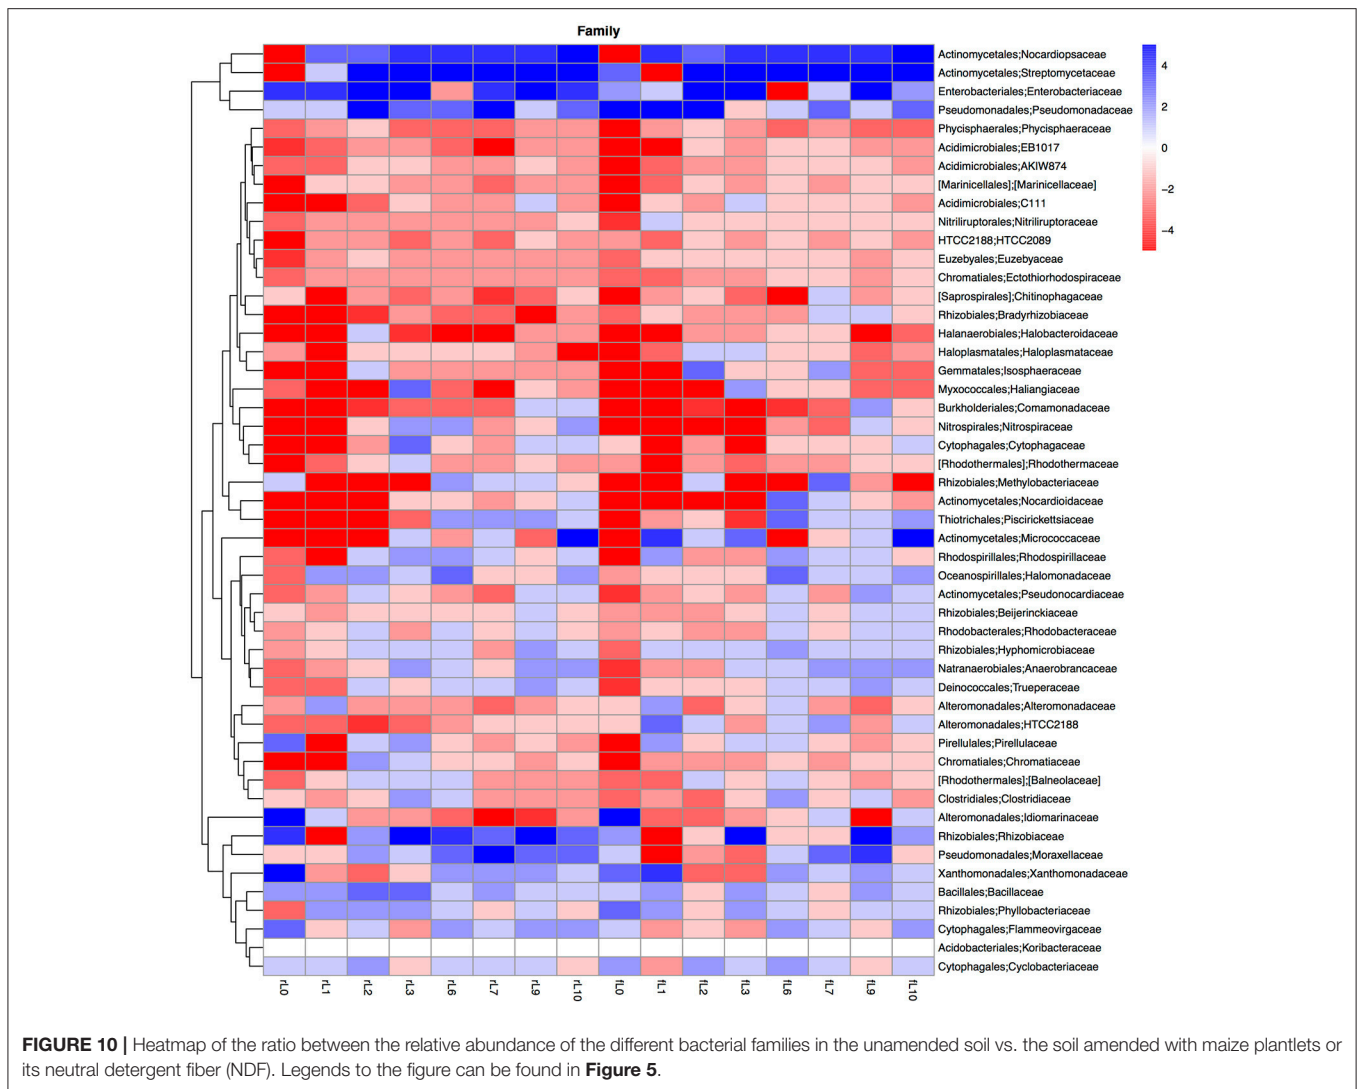 Family
Actinomycetales;Nocardiopsaceae
Actinomycetales;Streptomycetaceae
Enterobacteriales;Enterobacteriaceae
Pseudomonadales;Pseudomonadaceae
Phycisphaerales;Phycisphaeraceae
Acidimicrobiales;EB1017
Acidimicrobiales;AKIW874
[Marinicellales];[Marinicellaceae]
Acidimicrobiales;C111
Nitriliruptorales;Nitriliruptoraceae
HTCC2188;HTCC2089
Euzebyales;Euzebyaceae
Chromatiales;Ectothiorhodospiraceae
[Saprospirales];Chitinophagaceae
Rhizobiales;Bradyrhizobiaceae
Halanaerobiales;Halobacteroidaceae
Haloplasmatales;Haloplasmataceae
Gemmatales;Isosphaeraceae
Myxococcales;Haliangiaceae
Burkholderiales;Comamonadaceae
Nitrospirales;Nitrospiraceae
Cytophagales;Cytophagaceae
[Rhodothermales];Rhodothermaceae
Rhizobiales;Methylobacteriaceae
Actinomycetales;Nocardioidaceae
Thiotrichales;Piscirickettsiaceae
Actinomycetales;Micrococcaceae
Rhodospirillales;Rhodospirillaceae
Oceanospirillales;Halomonadaceae
Actinomycetales;Pseudonocardiaceae
Rhizobiales;Beijerinckiaceae
Rhodobacterales;Rhodobacteraceae
Rhizobiales;Hyphomicrobiaceae
Natranaerobiales;Anaerobrancaceae
Deinococcales;Trueperaceae
Alteromonadales;Alteromonadaceae
Alteromonadales;HTCC2188
Pirellulales;Pirellulaceae
Chromatiales;Chromatiaceae
[Rhodothermales];[Balneolaceae]
Clostridiales;Clostridiaceae
Alteromonadales;Idiomarinaceae
Rhizobiales;Rhizobiaceae
Pseudomonadales;Moraxellaceae
Xanthomonadales;Xanthomonadaceae
Bacillales;Bacillaceae
Rhizobiales;Phyllobacteriaceae
Cytophagales;Flammeovirgaceae
Acidobacteriales;Koribacteraceae
Cytophagales;Cyclobacteriaceae
4
2
0
−2
−4
rL0 rL1 rL2 rL3 rL6 rL7 rL9 rL10 fL0 fL1 fL2 fL3 fL6 fL7 fL9 fL10
FIGURE 10 | Heatmap of the ratio between the relative abundance of the different bacterial families in the unamended soil vs. the soil amended with maize plantlets or
its neutral detergent fiber (NDF). Legends to the figure can be found in Figure 5.